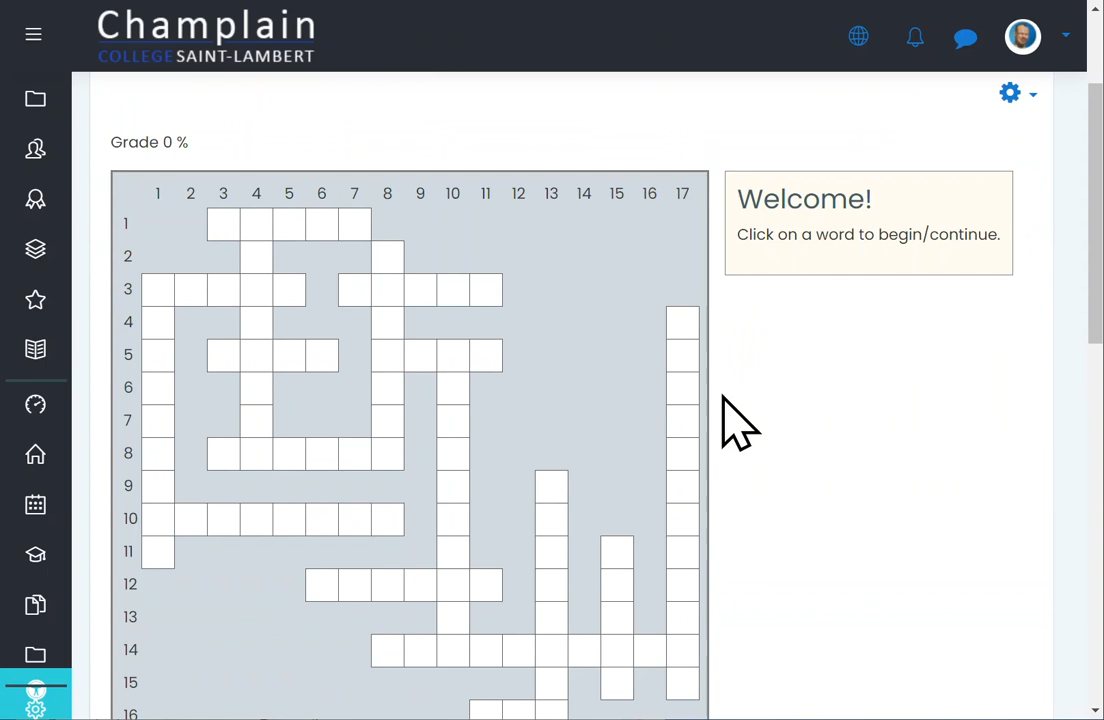 Champlain
COLLEGE SAINT-LAMBERT
Grade 0 %
1 2 3 4 5 6 7 8 9 10 11 12 13 14 15 16 17
1
2
3
4
5
6
7
8
9
10
11
12
13
14
15
16
Welcome!
Click on a word to begin/continue.